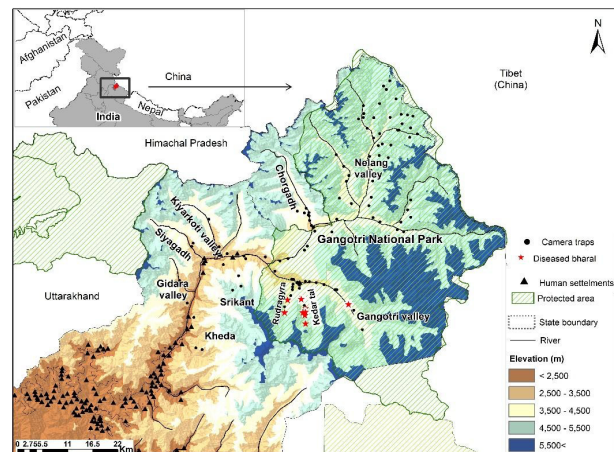 Afghanistan
Pakistan
China
Nepal
India
N
Tibet
(China)
Himachal Pradesh
Nelang
valley
Chorgadh
Kiyarkoti valley
Siyagadh
Gangotri National Park
Uttarakhand
Gidara
valley
Srikant
Rudragyra
Kedar tal
Gangotri valley
Kheda
Camera traps
Diseased bharal
Human settlements
Protected area
State boundary
River
Elevation (m)
< 2,500
2,500 - 3,500
3,500 - 4,500
4,500 - 5,500
5,500<
0 2.755.5 11 16.5 22
Km